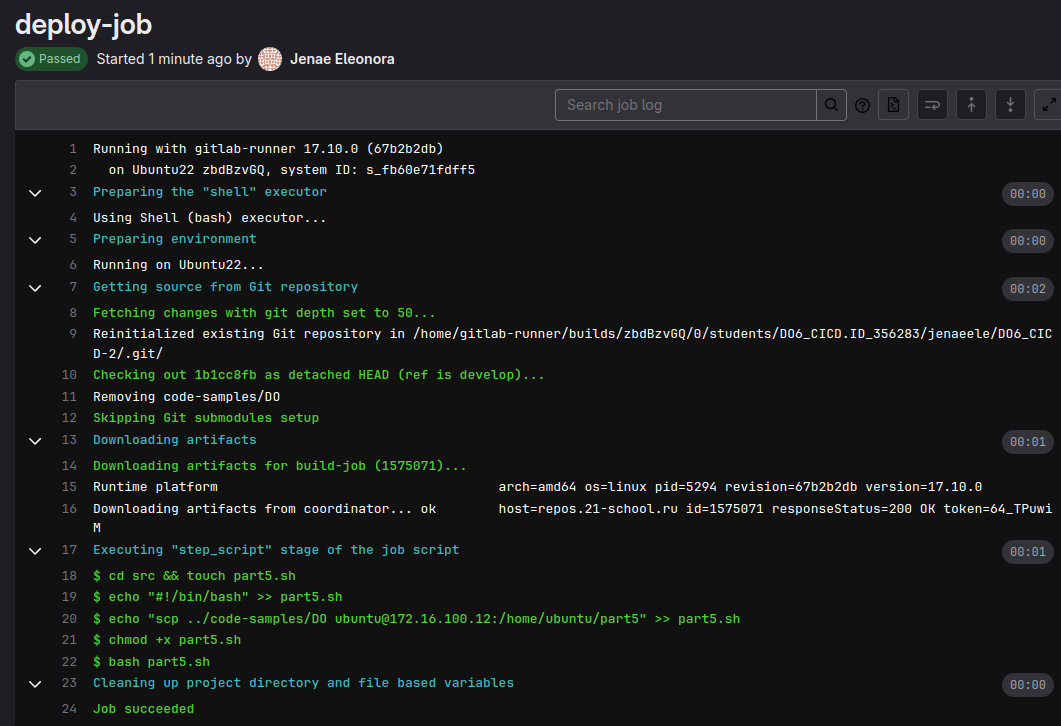 deploy-job
Passed Started 1 minute ago by Jenae Eleonora
Search job log
1 Running with gitlab-runner 17.10.0 (67b2b2db)
2 on Ubuntu22 zbdBzvGQ, system ID: s_fb60e71fdff5
3 Preparing the "shell" executor 00:00
4 Using Shell (bash) executor...
5 Preparing environment 00:00
6 Running on Ubuntu22...
7 Getting source from Git repository 00:02
8 Fetching changes with git depth set to 50...
9 Reinitialized existing Git repository in /home/gitlab-runner/builds/zbdBzvGQ/0/students/DO6_CICD.ID_356283/jenaeele/DO6_CIC
D-2/.git/
10 Checking out 1b1cc8fb as detached HEAD (ref is develop)...
11 Removing code-samples/DO
12 Skipping Git submodules setup
13 Downloading artifacts 00:01
14 Downloading artifacts for build-job (1575071)...
15 Runtime platform arch=amd64 os=linux pid=5294 revision=67b2b2db version=17.10.0
16 Downloading artifacts from coordinator... ok host=repos.21-school.ru id=1575071 responseStatus=200 OK token=64_TPuwi
M
17 Executing "step_script" stage of the job script 00:01
18 $ cd src && touch part5.sh
19 $ echo "#!/bin/bash" >> part5.sh
20 $ echo "scp ../code-samples/DO ubuntu@172.16.100.12:/home/ubuntu/part5" >> part5.sh
21 $ chmod +x part5.sh
22 $ bash part5.sh
23 Cleaning up project directory and file based variables 00:00
24 Job succeeded